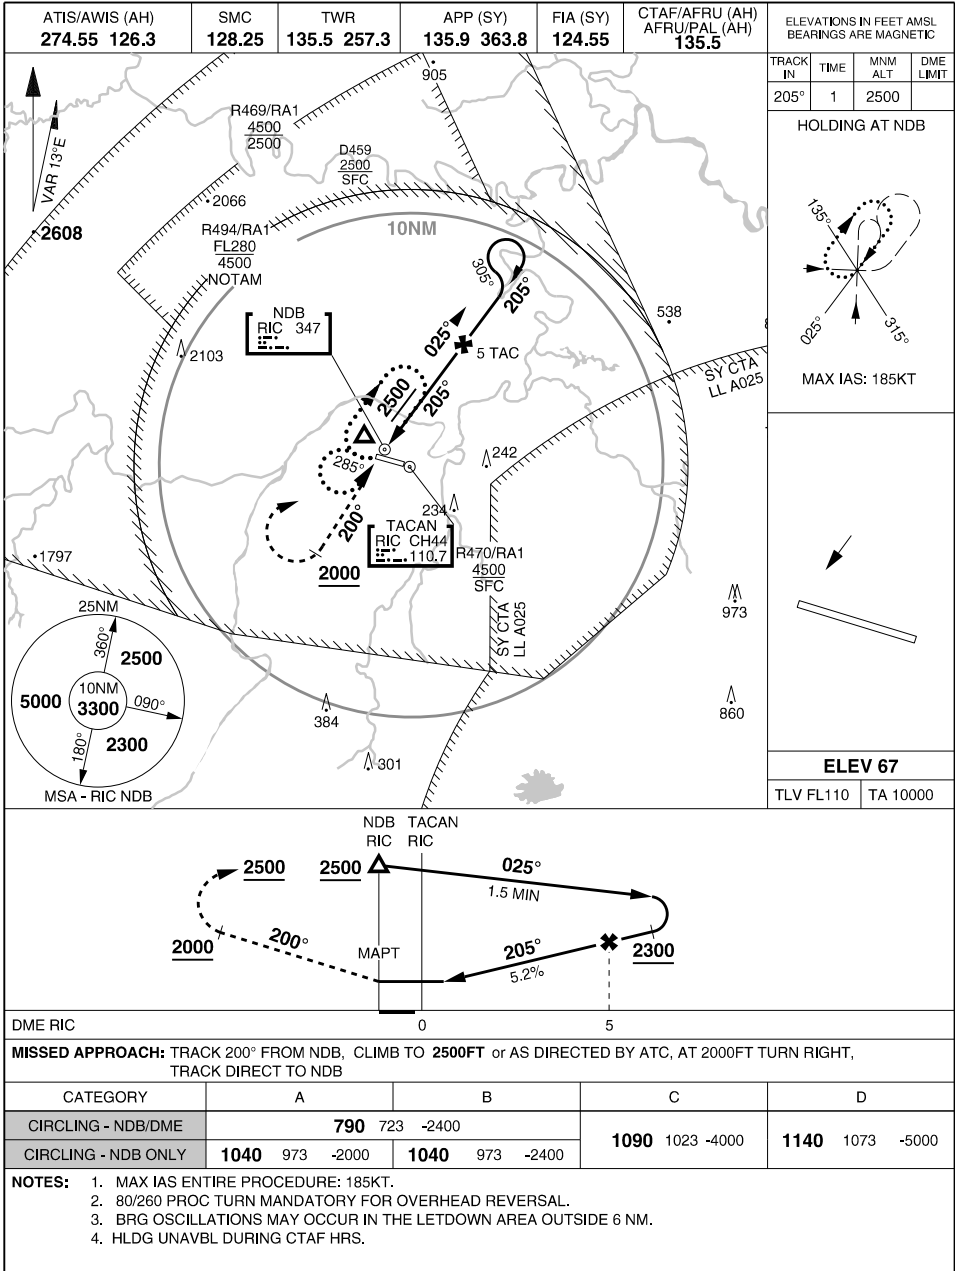 ATIS/AWIS (AH)
274.55 126.3
SMC
128.25
TWR
135.5 257.3
APP (SY)
135.9 363.8
FIA (SY)
124.55
CTAF/AFRU (AH)
AFRU/PAL (AH)
135.5
ELEVATIONS IN FEET AMSL
BEARINGS ARE MAGNETIC
TRACK IN
TIME
MNM ALT
DME LIMIT
205°
1
2500
HOLDING AT NDB
135°
025°
315°
MAX IAS: 185KT
VAR 13°E
905
R469/RA1
4500
2500
D459
2500
SFC
2066
2608
R494/RA1
FL280
4500
NOTAM
10NM
305°
205°
NDB
RIC 347
025°
5 TAC
538
2103
SY CTA
LL A025
2500
205°
285°
242
200°
234
TACAN
RIC CH44
110.7
R470/RA1
4500
SFC
2000
1797
SY CTA
LL A025
973
25NM
360°
2500
5000
10NM
3300
090°
180°
2300
MSA - RIC NDB
384
301
860
ELEV 67
TLV FL110
TA 10000
NDB
RIC
TACAN
RIC
2500
2500
025°
1.5 MIN
2000
200°
MAPT
205°
5.2%
2300
DME RIC
0
5
MISSED APPROACH: TRACK 200° FROM NDB, CLIMB TO 2500FT or AS DIRECTED BY ATC, AT 2000FT TURN RIGHT,
TRACK DIRECT TO NDB
CATEGORY
A
B
C
D
CIRCLING - NDB/DME
790 723 -2400
1090 1023 -4000
1140 1073 -5000
CIRCLING - NDB ONLY
1040 973 -2000
1040 973 -2400
NOTES: 1. MAX IAS ENTIRE PROCEDURE: 185KT.
2. 80/260 PROC TURN MANDATORY FOR OVERHEAD REVERSAL.
3. BRG OSCILLATIONS MAY OCCUR IN THE LETDOWN AREA OUTSIDE 6 NM.
4. HLDG UNAVBL DURING CTAF HRS.